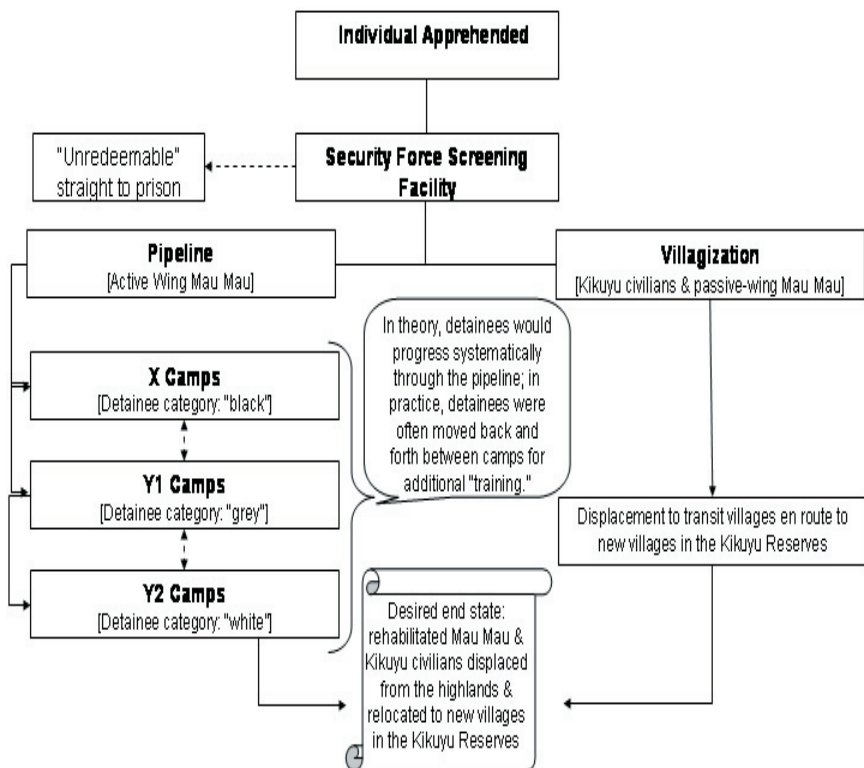 Individual Apprehended
"Unredeemable"
straight to prison
Security Force Screening
Facility
Pipeline
[Active Wing Mau Mau]
Villagization
[Kikuyu civilians & passive-wing Mau Mau]
In theory, detainees would
progress systematically
through the pipeline; in
practice, detainees were
often moved back and
forth between camps for
additional "training."
X Camps
[Detainee category: "black"]
Y1 Camps
[Detainee category: "grey"]
Y2 Camps
[Detainee category: "white"]
Displacement to transit villages en route to
new villages in the Kikuyu Reserves
Desired end state:
rehabilitated Mau Mau &
Kikuyu civilians displaced
from the highlands &
relocated to new villages
in the Kikuyu Reserves